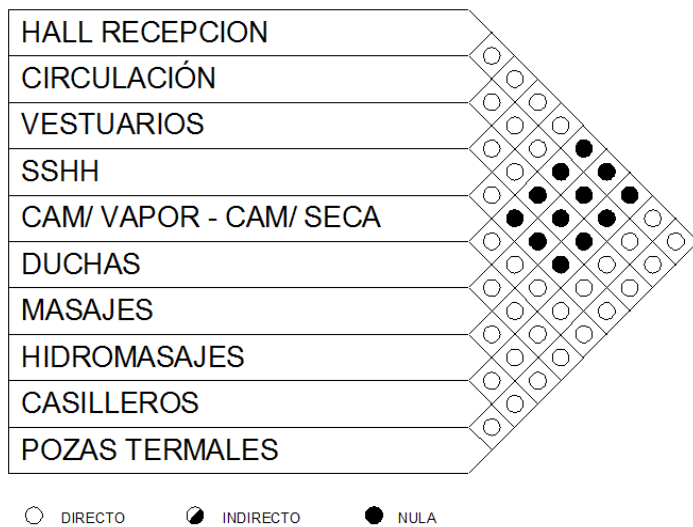 HALL RECEPCION
CIRCULACIÓN
VESTUARIOS
SSHH
CAM/ VAPOR - CAM/ SECA
DUCHAS
MASAJES
HIDROMASAJES
CASILLEROS
POZAS TERMALES
DIRECTO INDIRECTO NULA